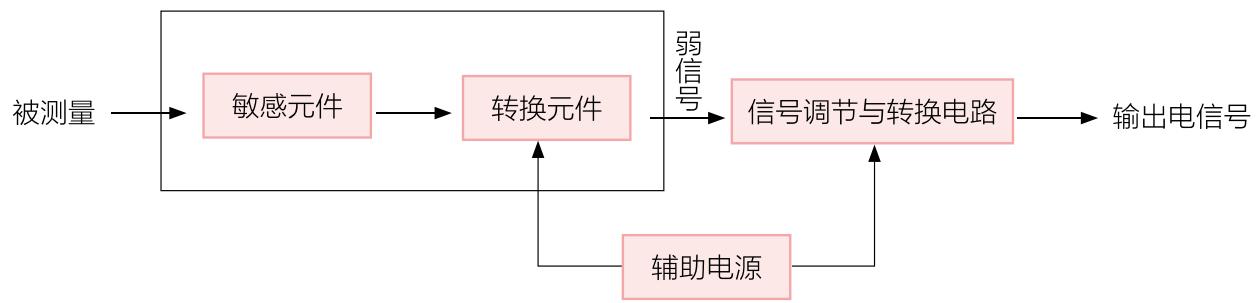 被测量
敏感元件
转换元件
弱信号
信号调节与转换电路
输出电信号
辅助电源